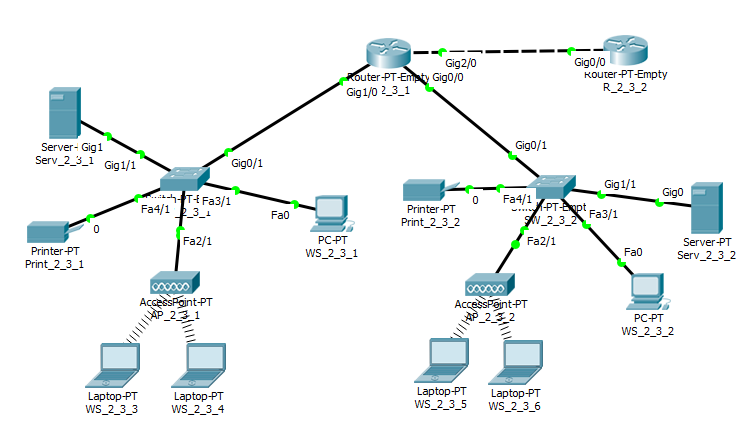 Gig2/0
Gig0/0
Router-PT-Empty
R_2_3_2
Router-PT-Empty
2_3_1
Gig0/0
Gig1/0
Server-
Gig1
Serv_2_3_1
Gig1/1
Gig0/1
Gig0/1
Fa4/1
Fa3/1
2_3_1
Fa0
PC-PT
WS_2_3_1
0
Printer-PT
Print_2_3_1
Fa2/1
AccessPoint-PT
AP_2_3_1
Laptop-PT
WS_2_3_3
Laptop-PT
WS_2_3_4
Printer-PT
Print_2_3_2
0
Fa4/1
Gig1/1
Gig0
-PT-Empt
SW_2_3_2
Fa3/1
Fa2/1
Server-PT
Serv_2_3_2
Fa0
PC-PT
WS_2_3_2
AccessPoint-PT
AP_2_3_2
Laptop-PT
WS_2_3_5
Laptop-PT
WS_2_3_6